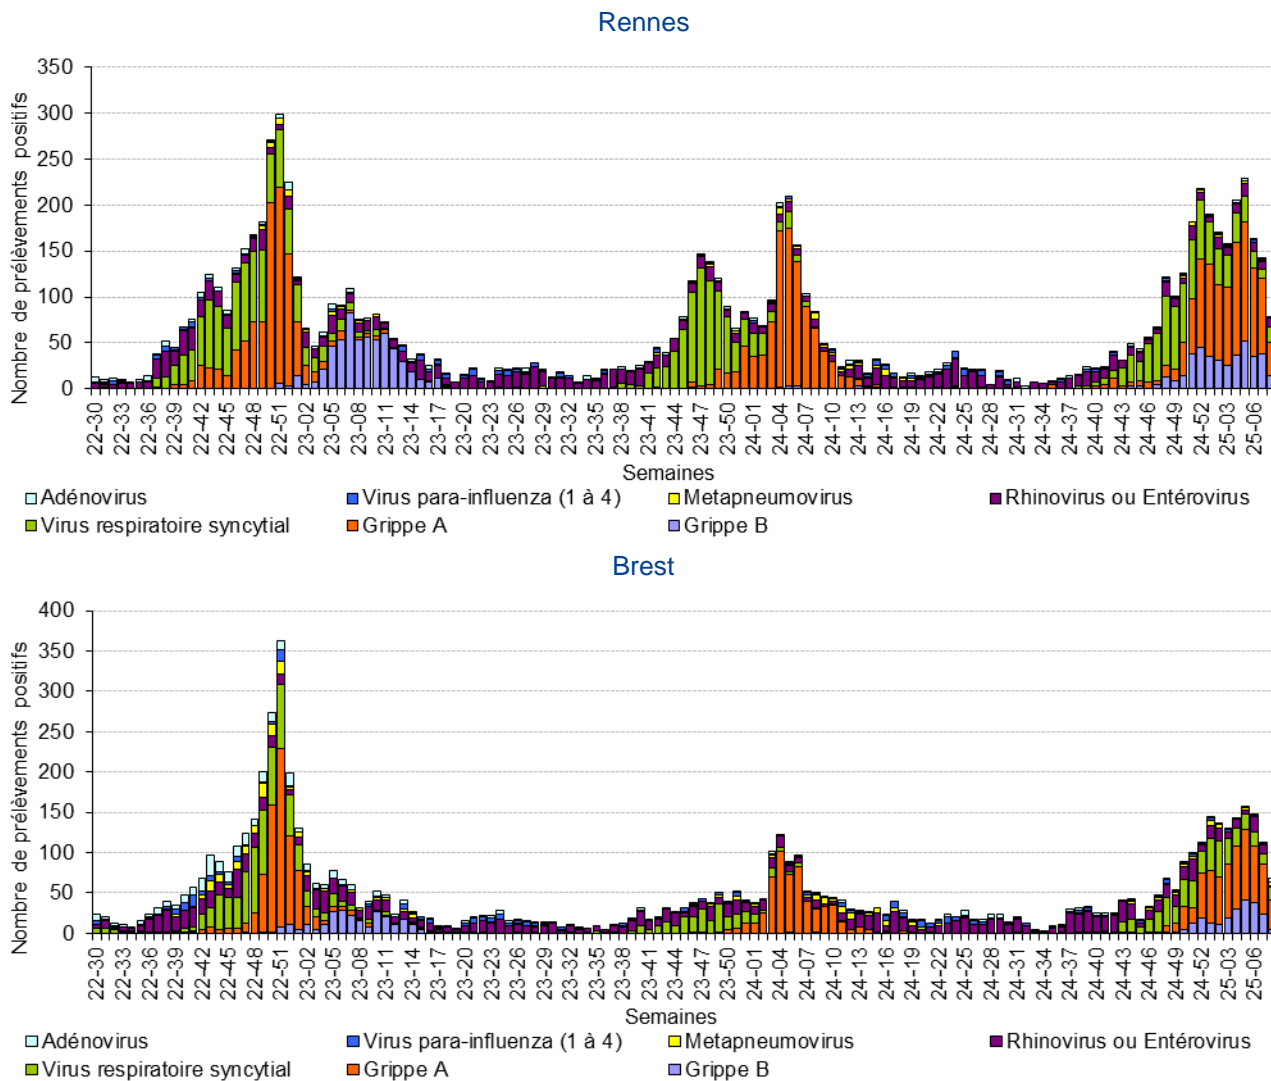 Rennes
Nombre de prélèvements positifs
350
300
250
200
150
100
50
0
22-30 22-33 22-36 22-39 22-42 22-45 22-48 22-51 23-02 23-05 23-08 23-11 23-14 23-17 23-20 23-23 23-26 23-29 23-32 23-35 23-38 23-41 23-44 23-47 23-50 24-01 24-04 24-07 24-10 24-13 24-16 24-19 24-22 24-25 24-28 24-31 24-34 24-37 24-40 24-43 24-46 24-49 24-52 25-03 25-06
Semaines
Adénovirus Virus para-influenza (1 à 4) Metapneumovirus Rhinovirus ou Entérovirus
Virus respiratoire syncytial Grippe A Grippe B
Brest
Nombre de prélèvements positifs
400
350
300
250
200
150
100
50
0
22-30 22-33 22-36 22-39 22-42 22-45 22-48 22-51 23-02 23-05 23-08 23-11 23-14 23-17 23-20 23-23 23-26 23-29 23-32 23-35 23-38 23-41 23-44 23-47 23-50 24-01 24-04 24-07 24-10 24-13 24-16 24-19 24-22 24-25 24-28 24-31 24-34 24-37 24-40 24-43 24-46 24-49 24-52 25-03 25-06
Semaines
Adénovirus Virus para-influenza (1 à 4) Metapneumovirus Rhinovirus ou Entérovirus
Virus respiratoire syncytial Grippe A Grippe B